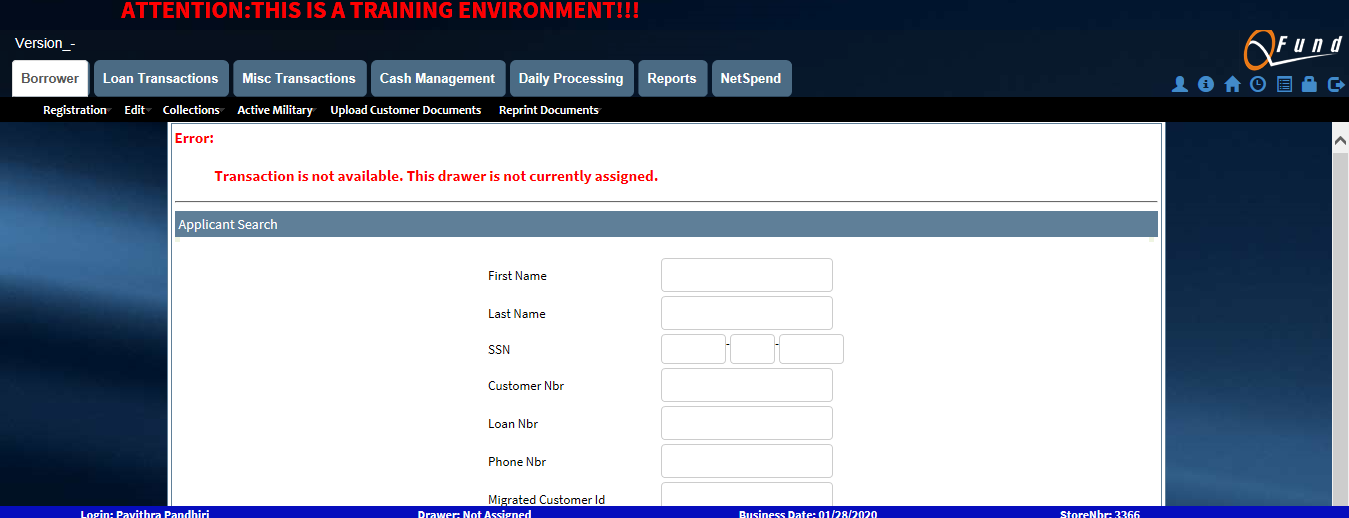 ATTENTION:THIS IS A TRAINING ENVIRONMENT!!!
Version_-
QFund
Borrower Loan Transactions Misc Transactions Cash Management Daily Processing Reports NetSpend
Registration Edit Collections Active Military Upload Customer Documents Reprint Documents
Error:
Transaction is not available. This drawer is not currently assigned.
Applicant Search
First Name
Last Name
SSN - -
Customer Nbr
Loan Nbr
Phone Nbr
Migrated Customer Id
Login: Pavithra Pandhiri Drawer: Not Assigned Business Date: 01/28/2020 StoreNbr: 3366